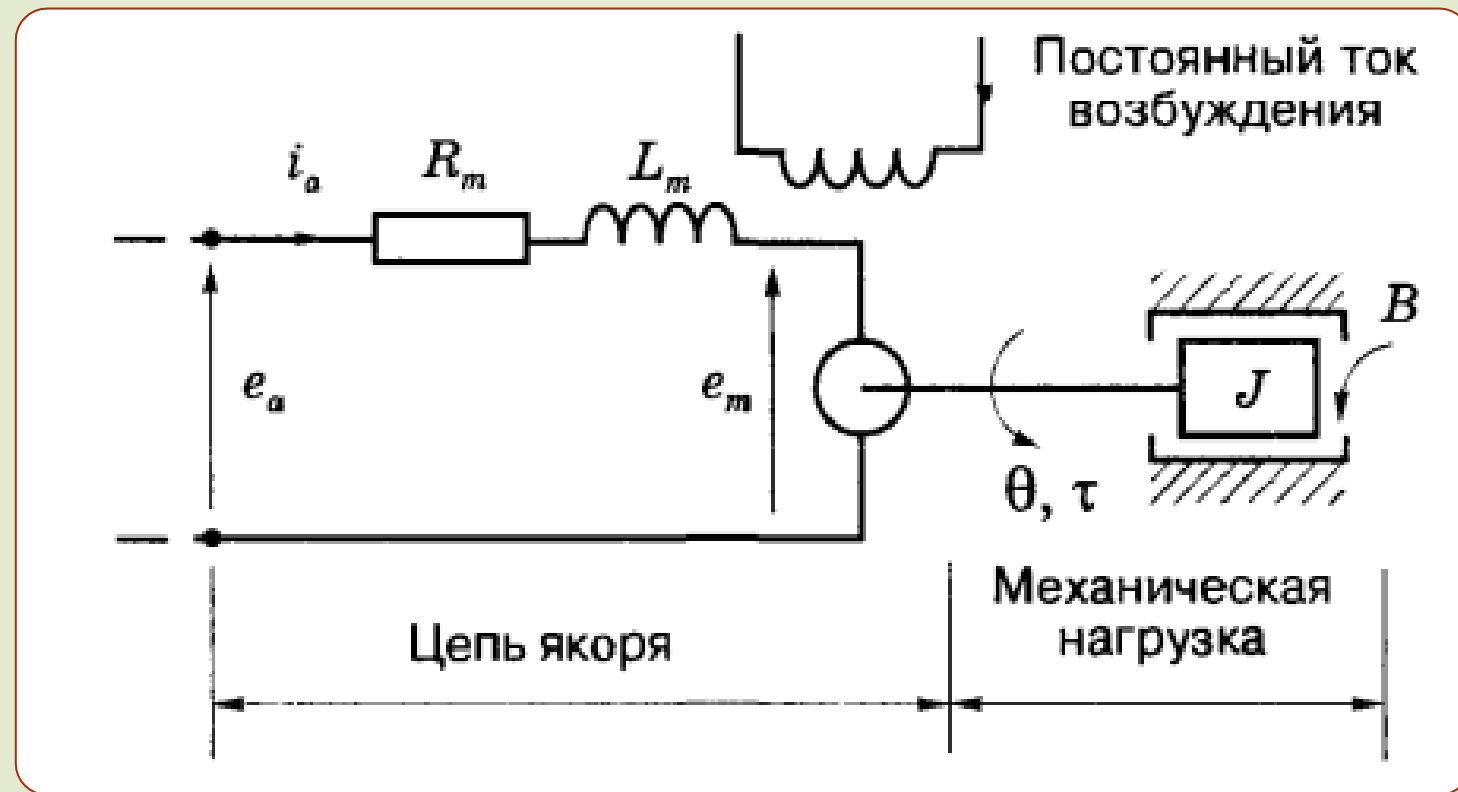 Постоянный ток
возбуждения
i_a
R_m
L_m
e_a
e_m
B
J
θ, τ
Механическая
нагрузка
Цепь якоря